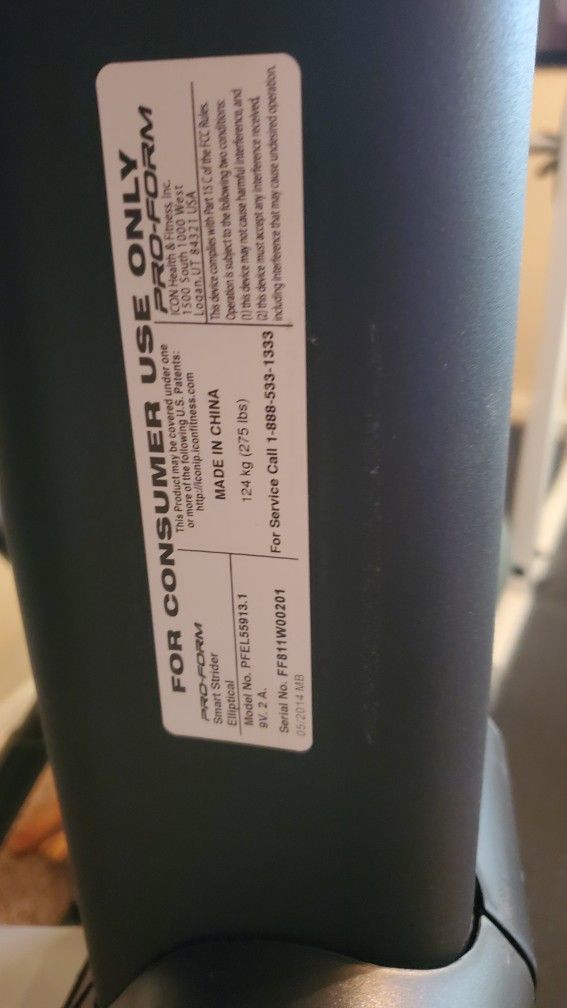 FOR CONSUMER USE ONLY
PRO-FORM
Smart Strider
Elliptical
Model No. PFEL55913.1
9V. 2 A.
Serial No. FF811W00201
05/2014 MB
This Product may be covered under one
or more of the following U.S. Patents:
http://iconip.iconfitness.com
MADE IN CHINA
124 kg (275 lbs)
For Service Call 1-888-533-1333
PRO-FORM
ICON Health & Fitness, Inc.
1500 South 1000 West
Logan, UT 84321 USA
This device complies with Part 15 C of the FCC Rules.
Operation is subject to the following two conditions:
(1) this device may not cause harmful interference, and
(2) this device must accept any interference received,
including interference that may cause undesired operation.